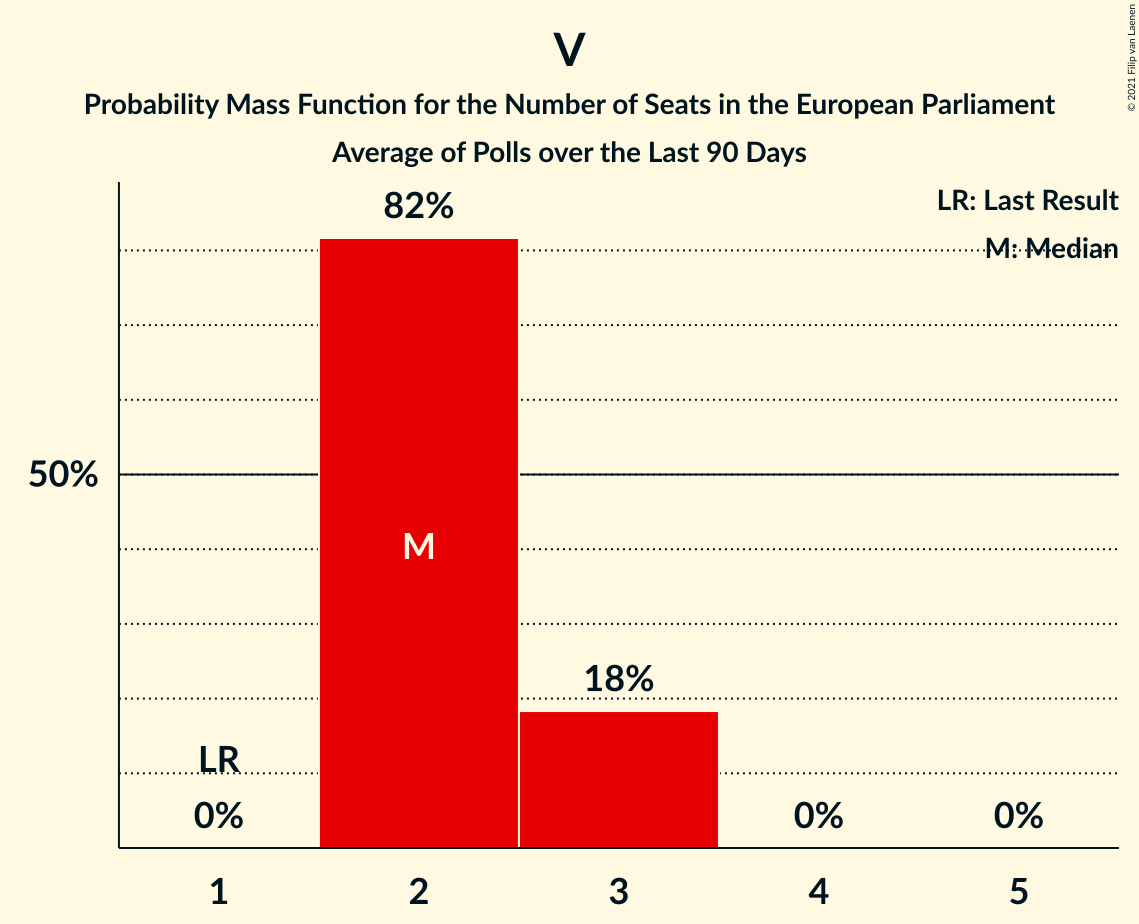 V
Probability Mass Function for the Number of Seats in the European Parliament
Average of Polls over the Last 90 Days
© 2021 Filip van Laenen
LR: Last Result
M: Median
82%
50%
M
18%
LR
0%
0%
0%
1 2 3 4 5